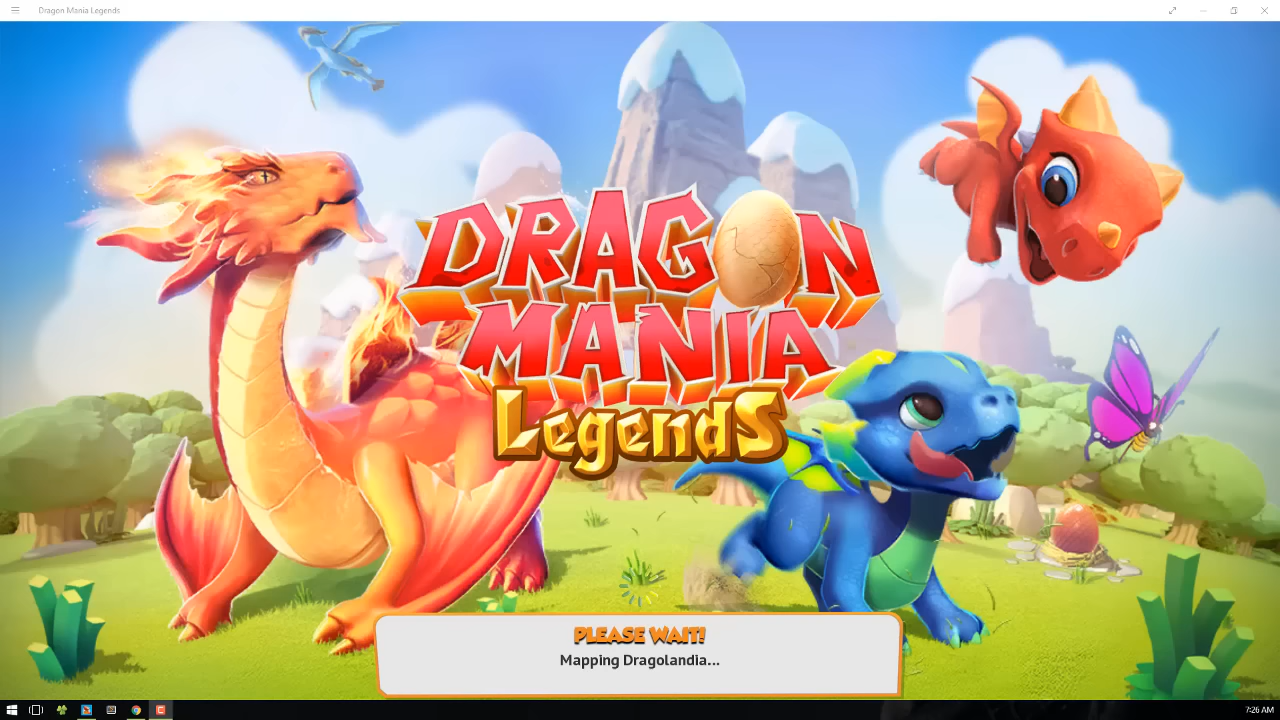 Dragon Mania Legends
DRAGON
MANIA
Legends
PLEASE WAIT!
Mapping Dragolandia...
7:26 AM